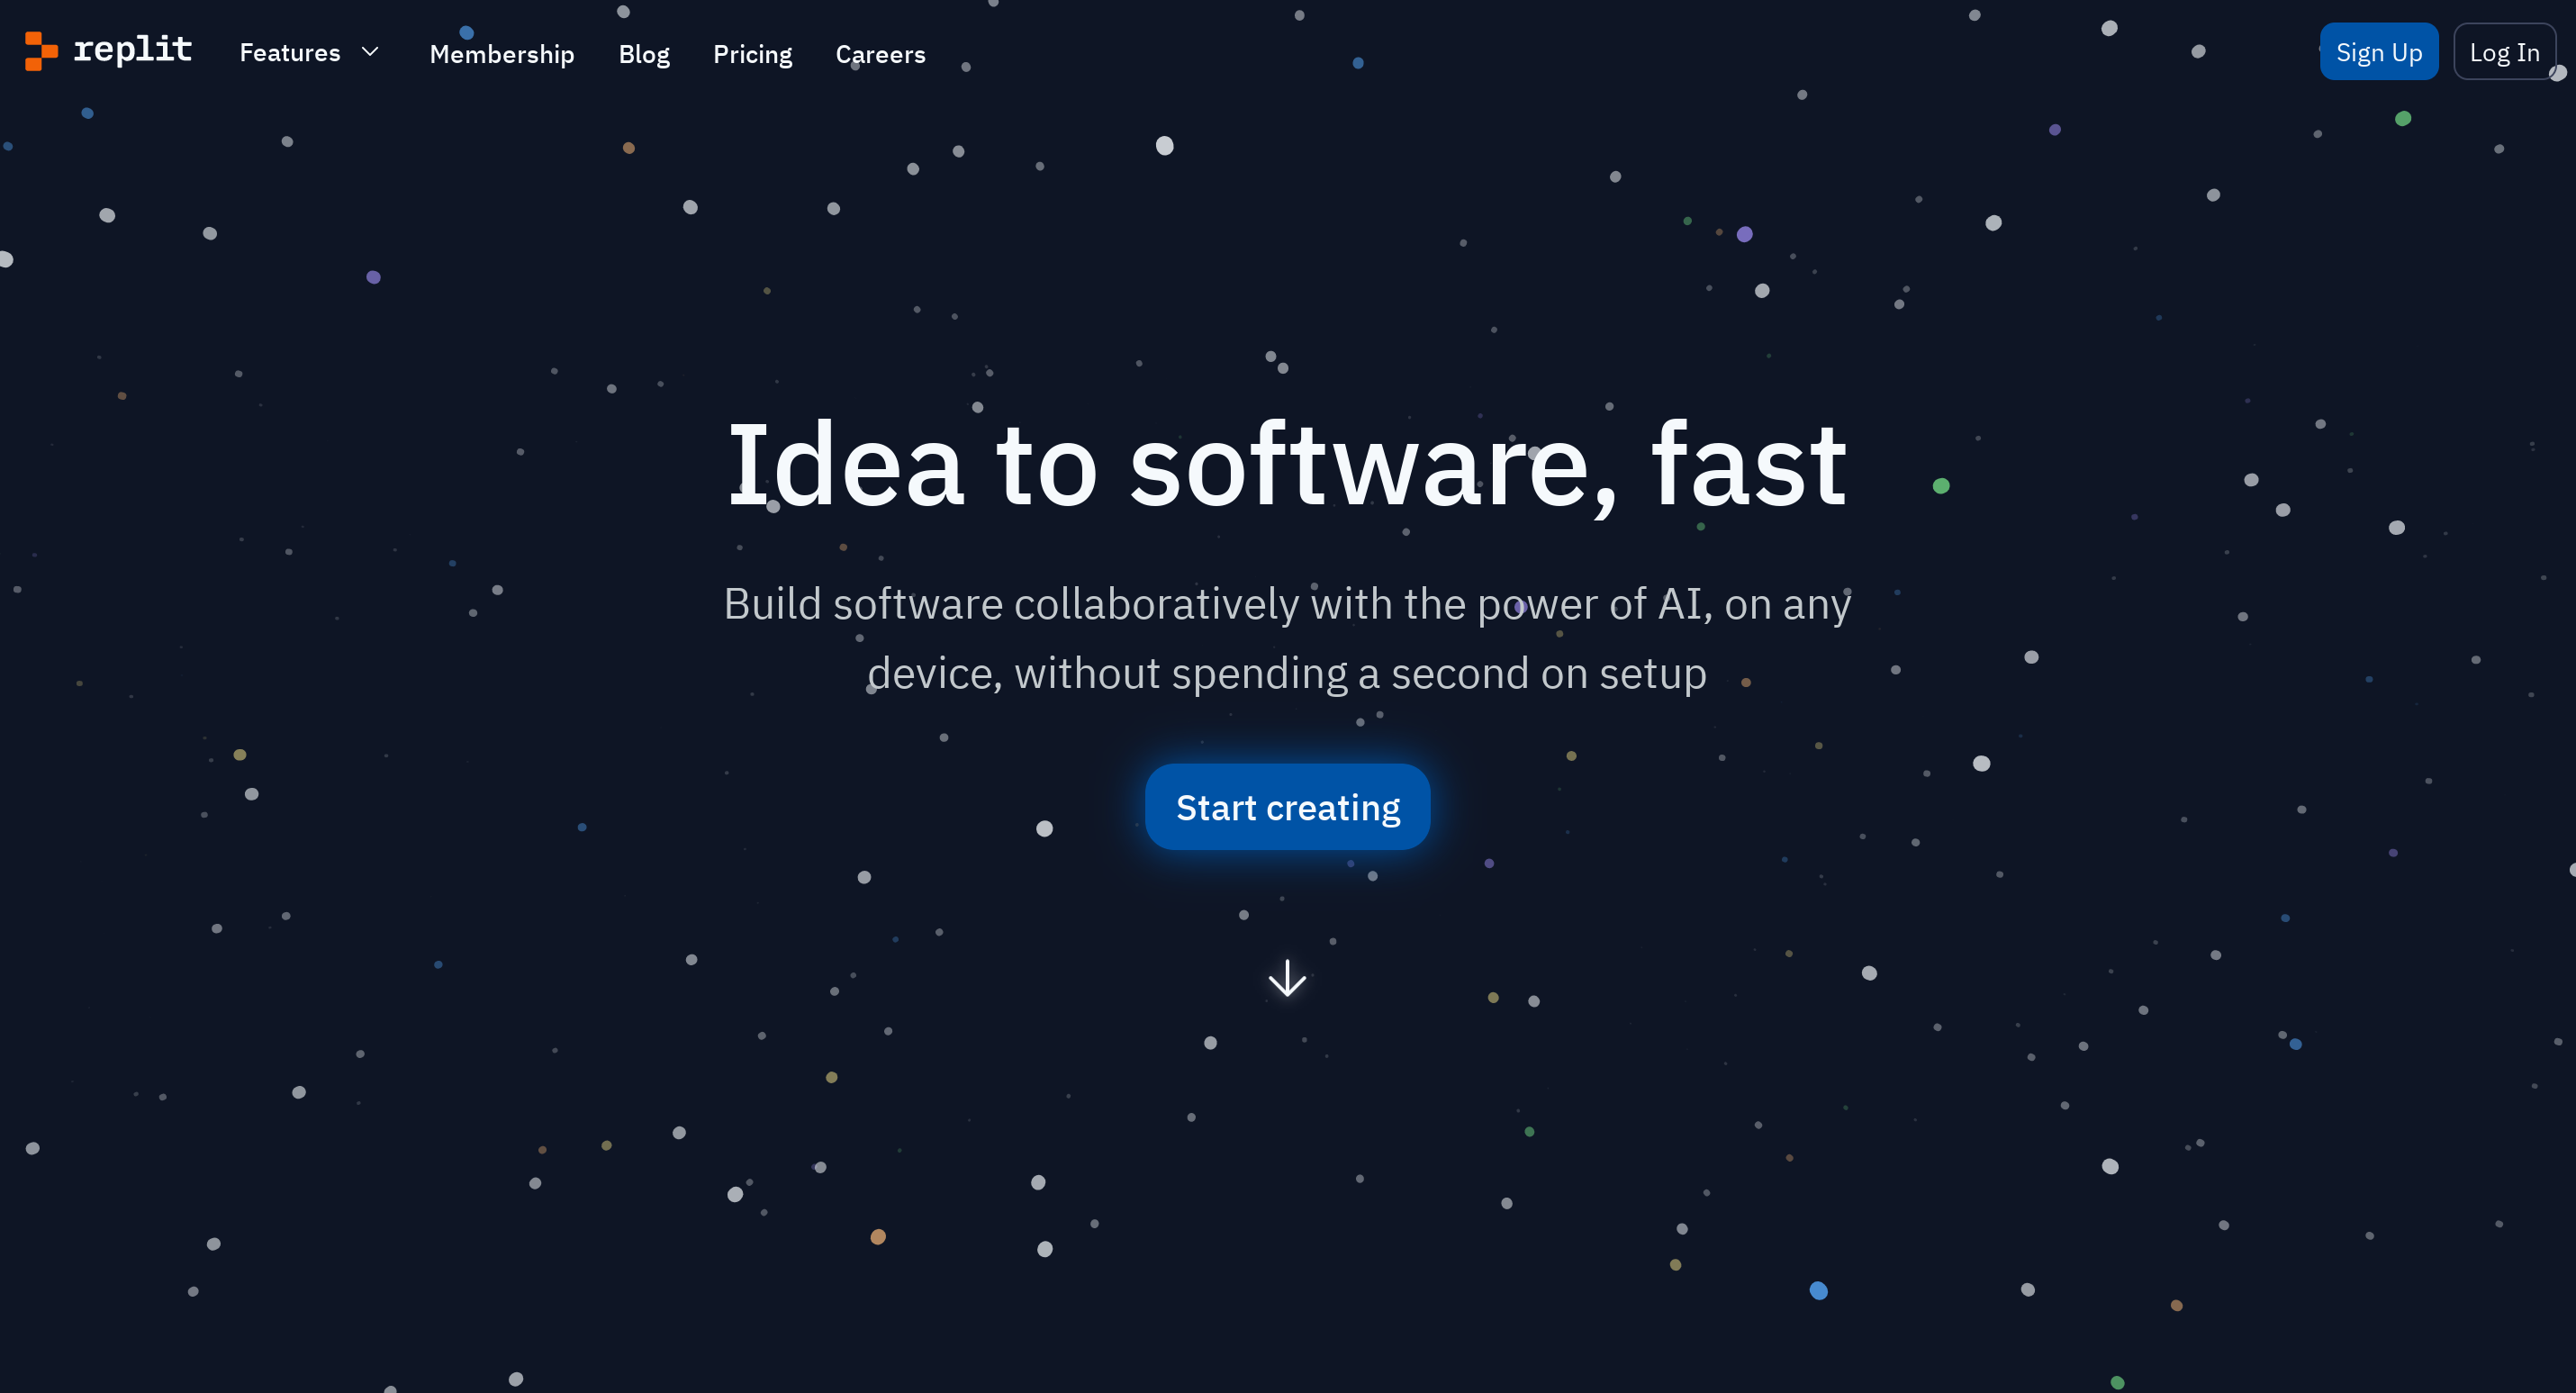 replit
Features
Membership
Blog
Pricing
Careers
Sign Up
Log In
Idea to software, fast
Build software collaboratively with the power of AI, on any
device, without spending a second on setup
Start creating